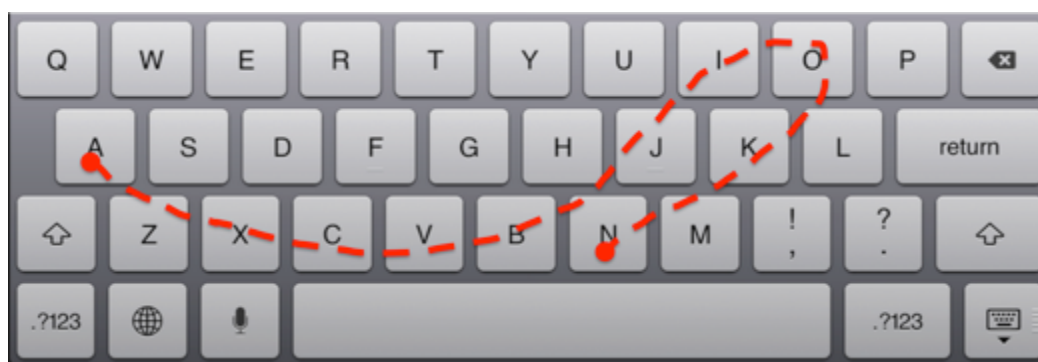 Q W E R T Y U I O P
A S D F G H J K L return
Z X C V B N M ! , ? .
.?123 .?123